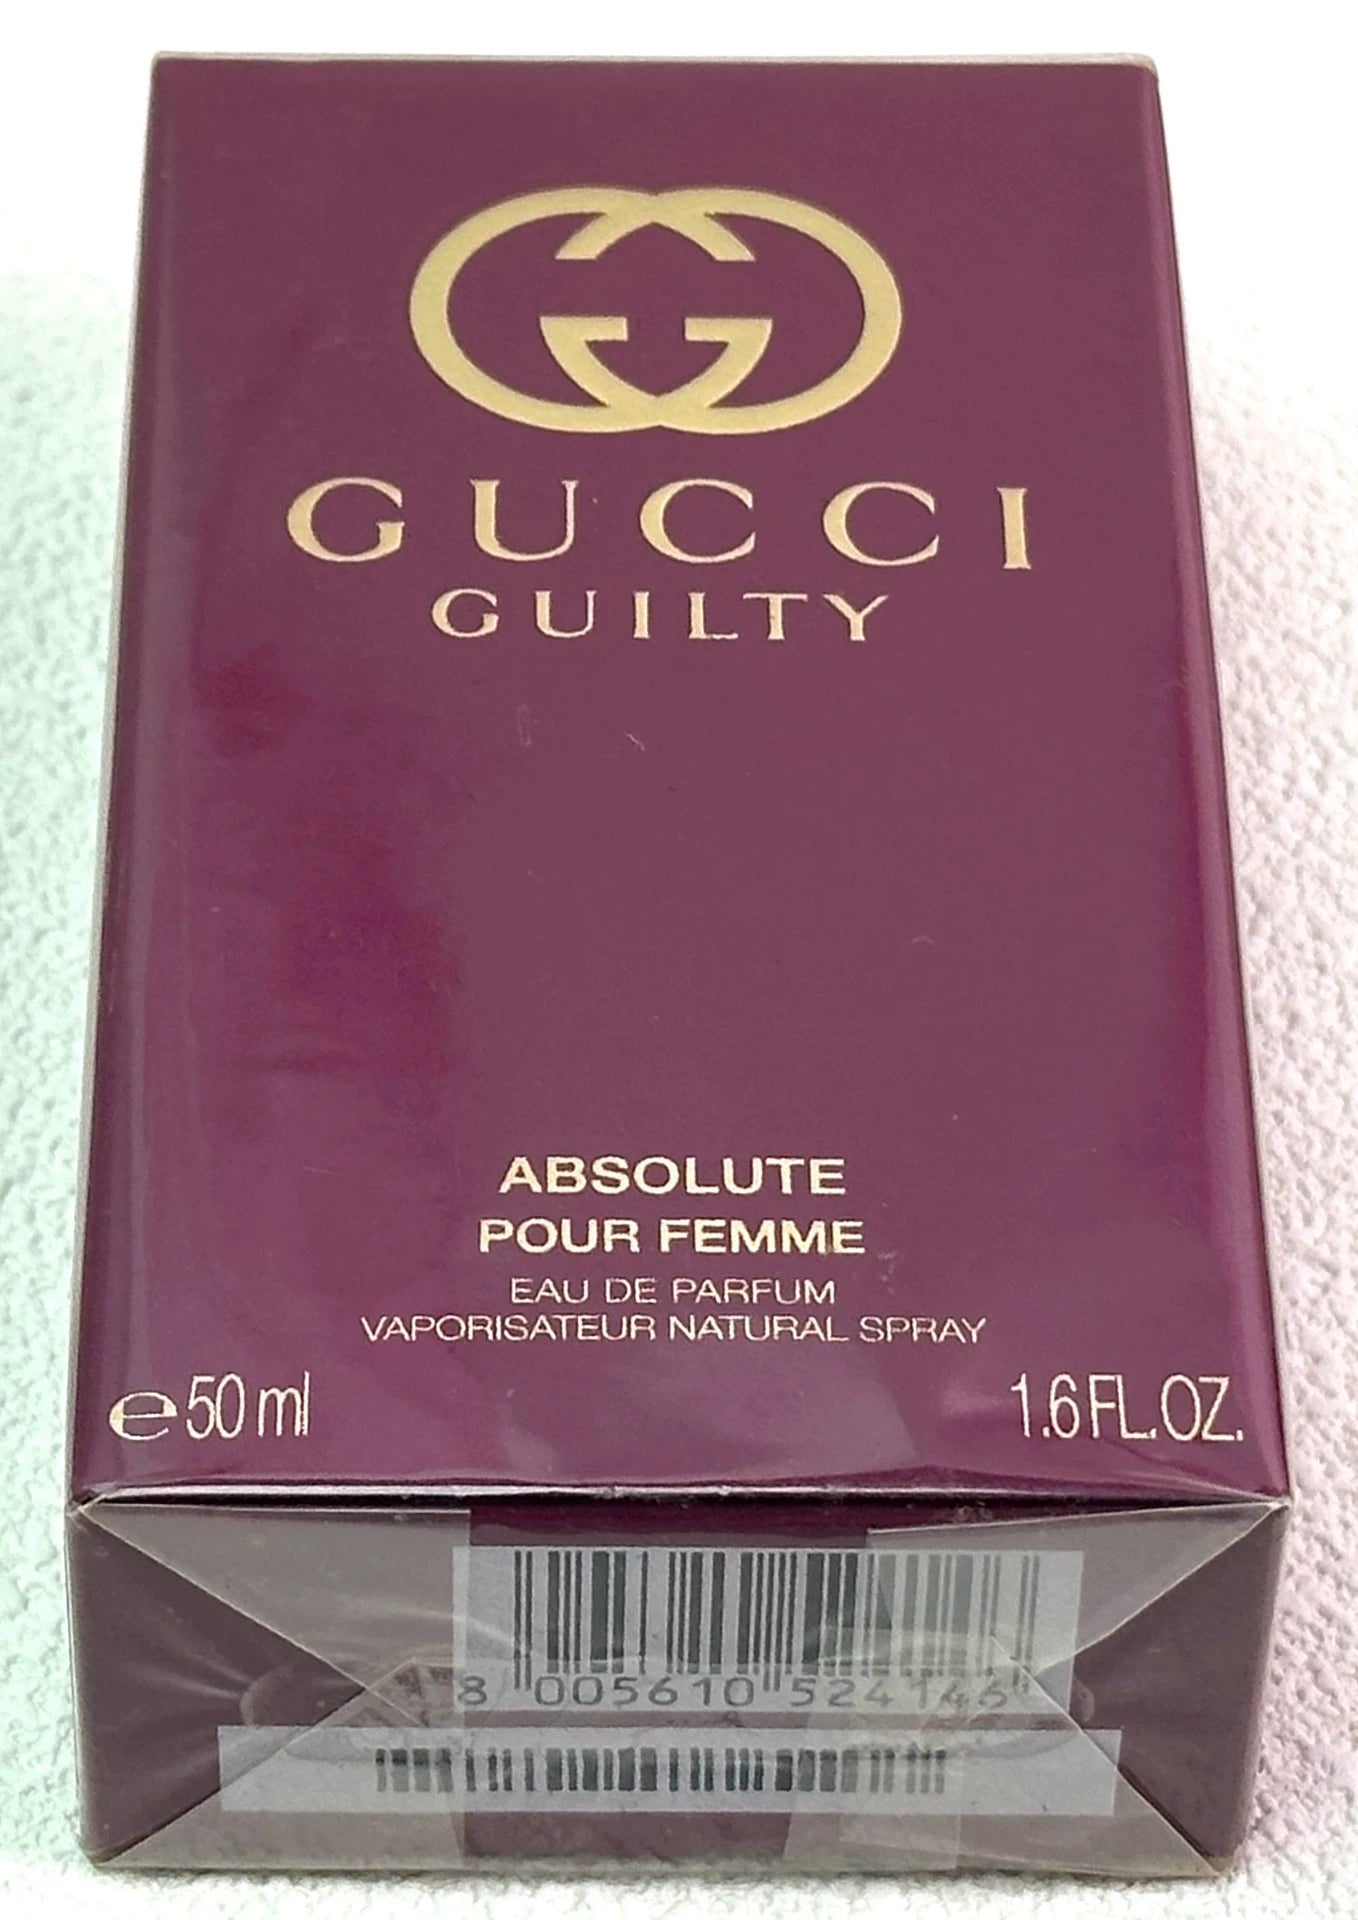 GUCCI
GUILTY
ABSOLUTE
POUR FEMME
EAU DE PARFUM
VAPORISATEUR NATURAL SPRAY
℮50 ml 1.6 FL.OZ.
8 005610 524146